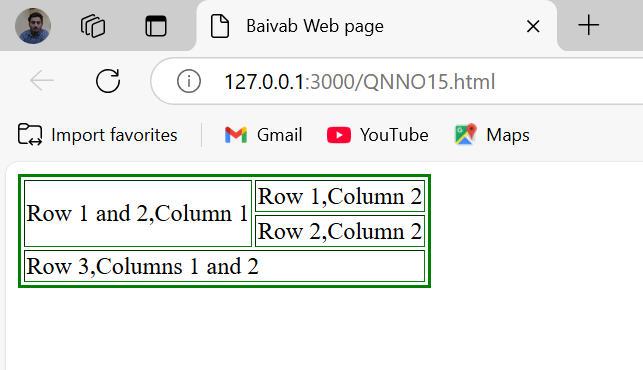 Baivab Web page
127.0.0.1:3000/QNNO15.html
Import favorites Gmail YouTube Maps
Row 1 and 2,Column 1
Row 1,Column 2
Row 2,Column 2
Row 3,Columns 1 and 2